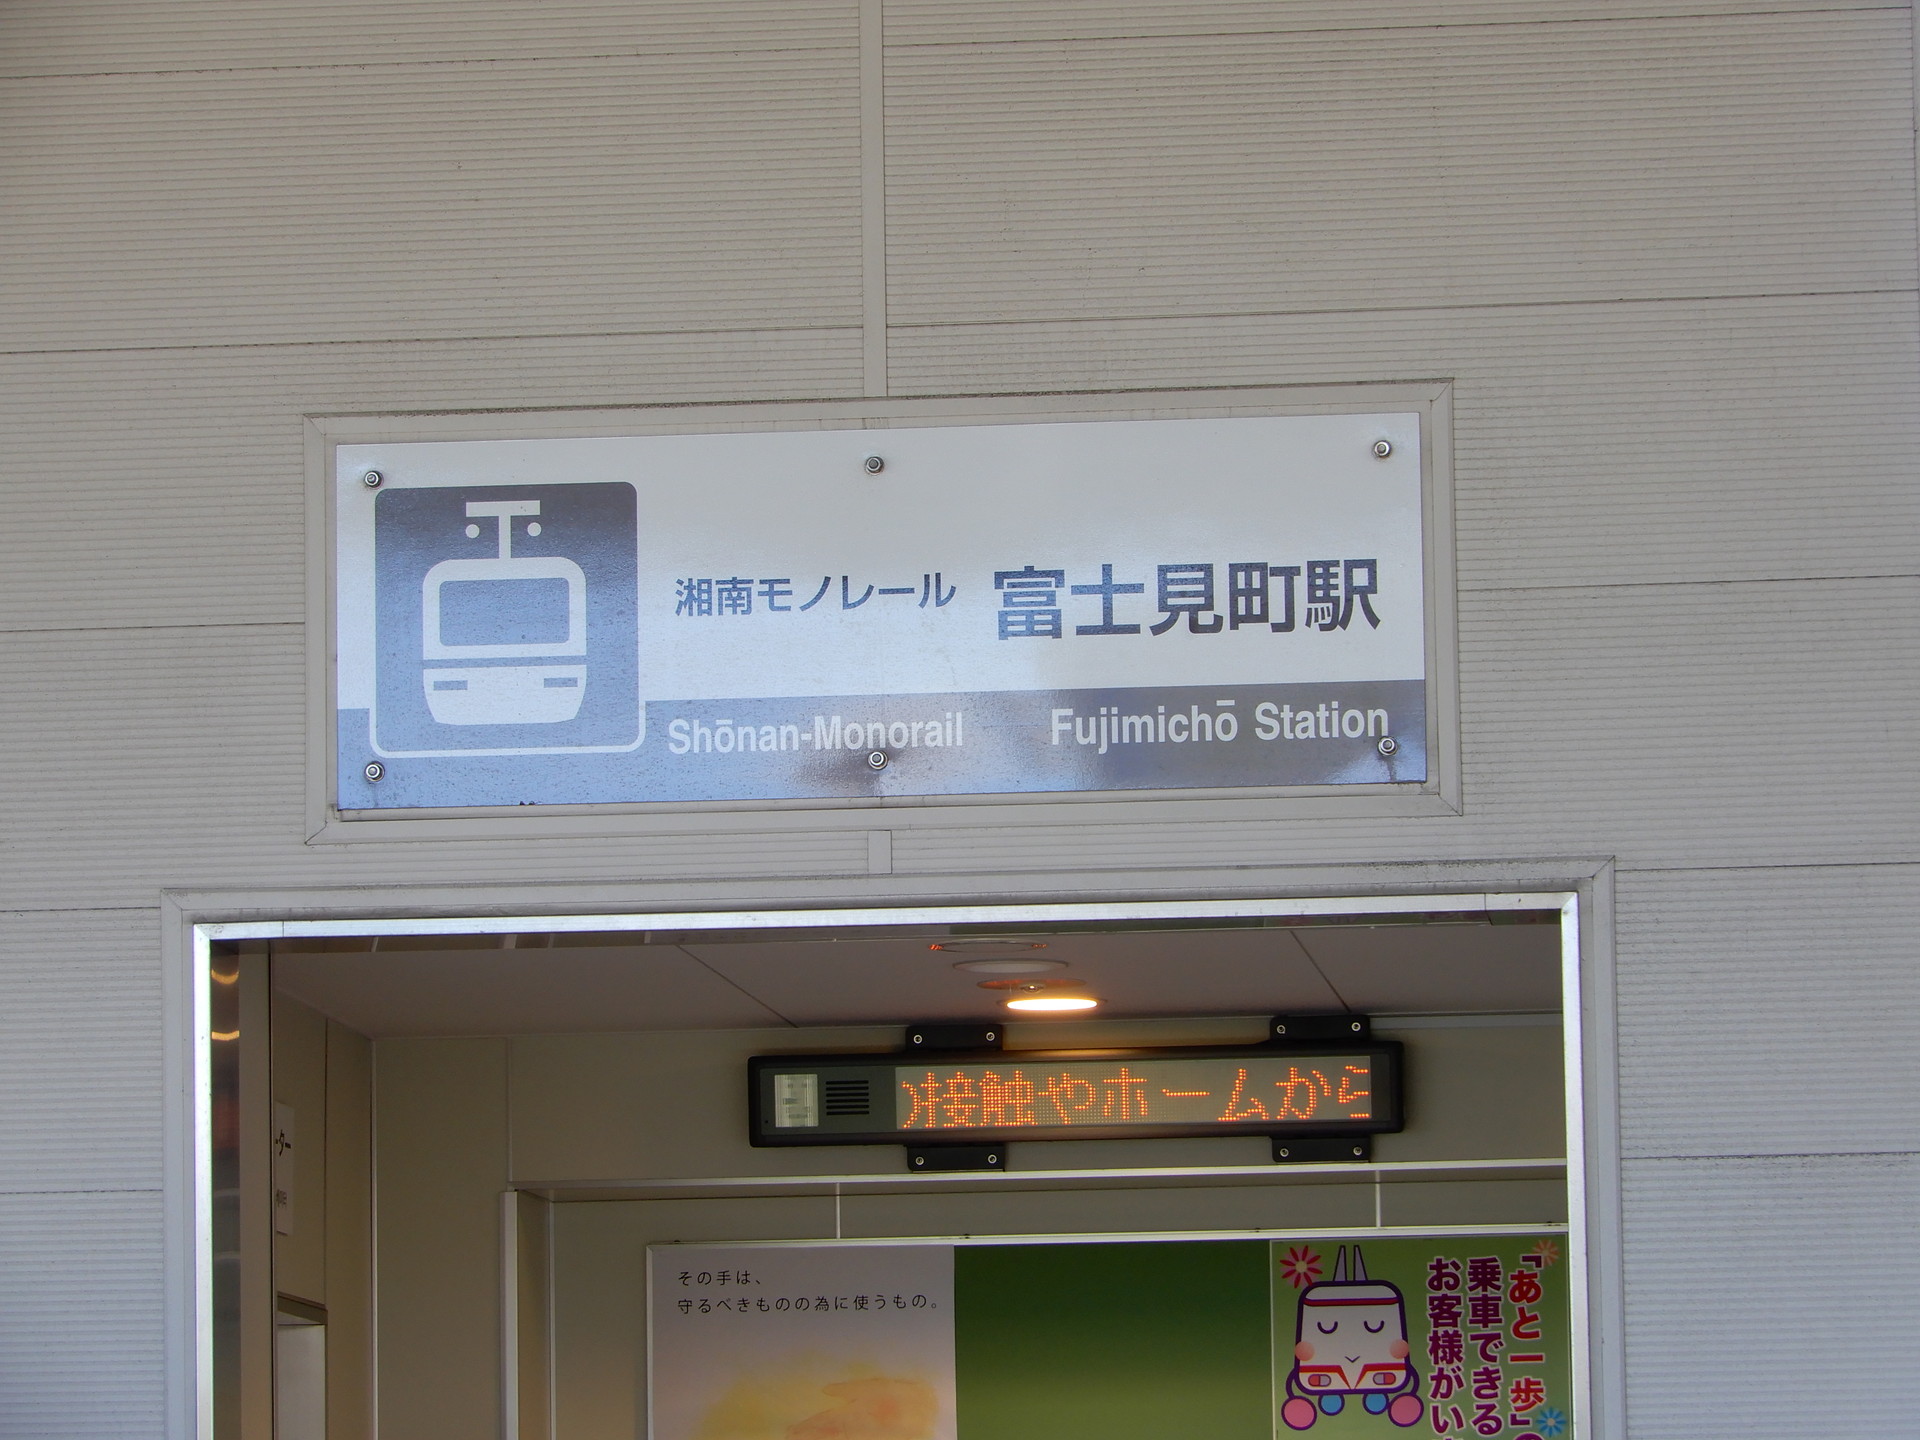 湘南モノレール 富士見町駅
Shōnan-Monorail Fujimichō Station
接触やホームから
その手は、
守るべきものの為に使うもの。
「あと一歩」
乗車できる
お客様がい
ター